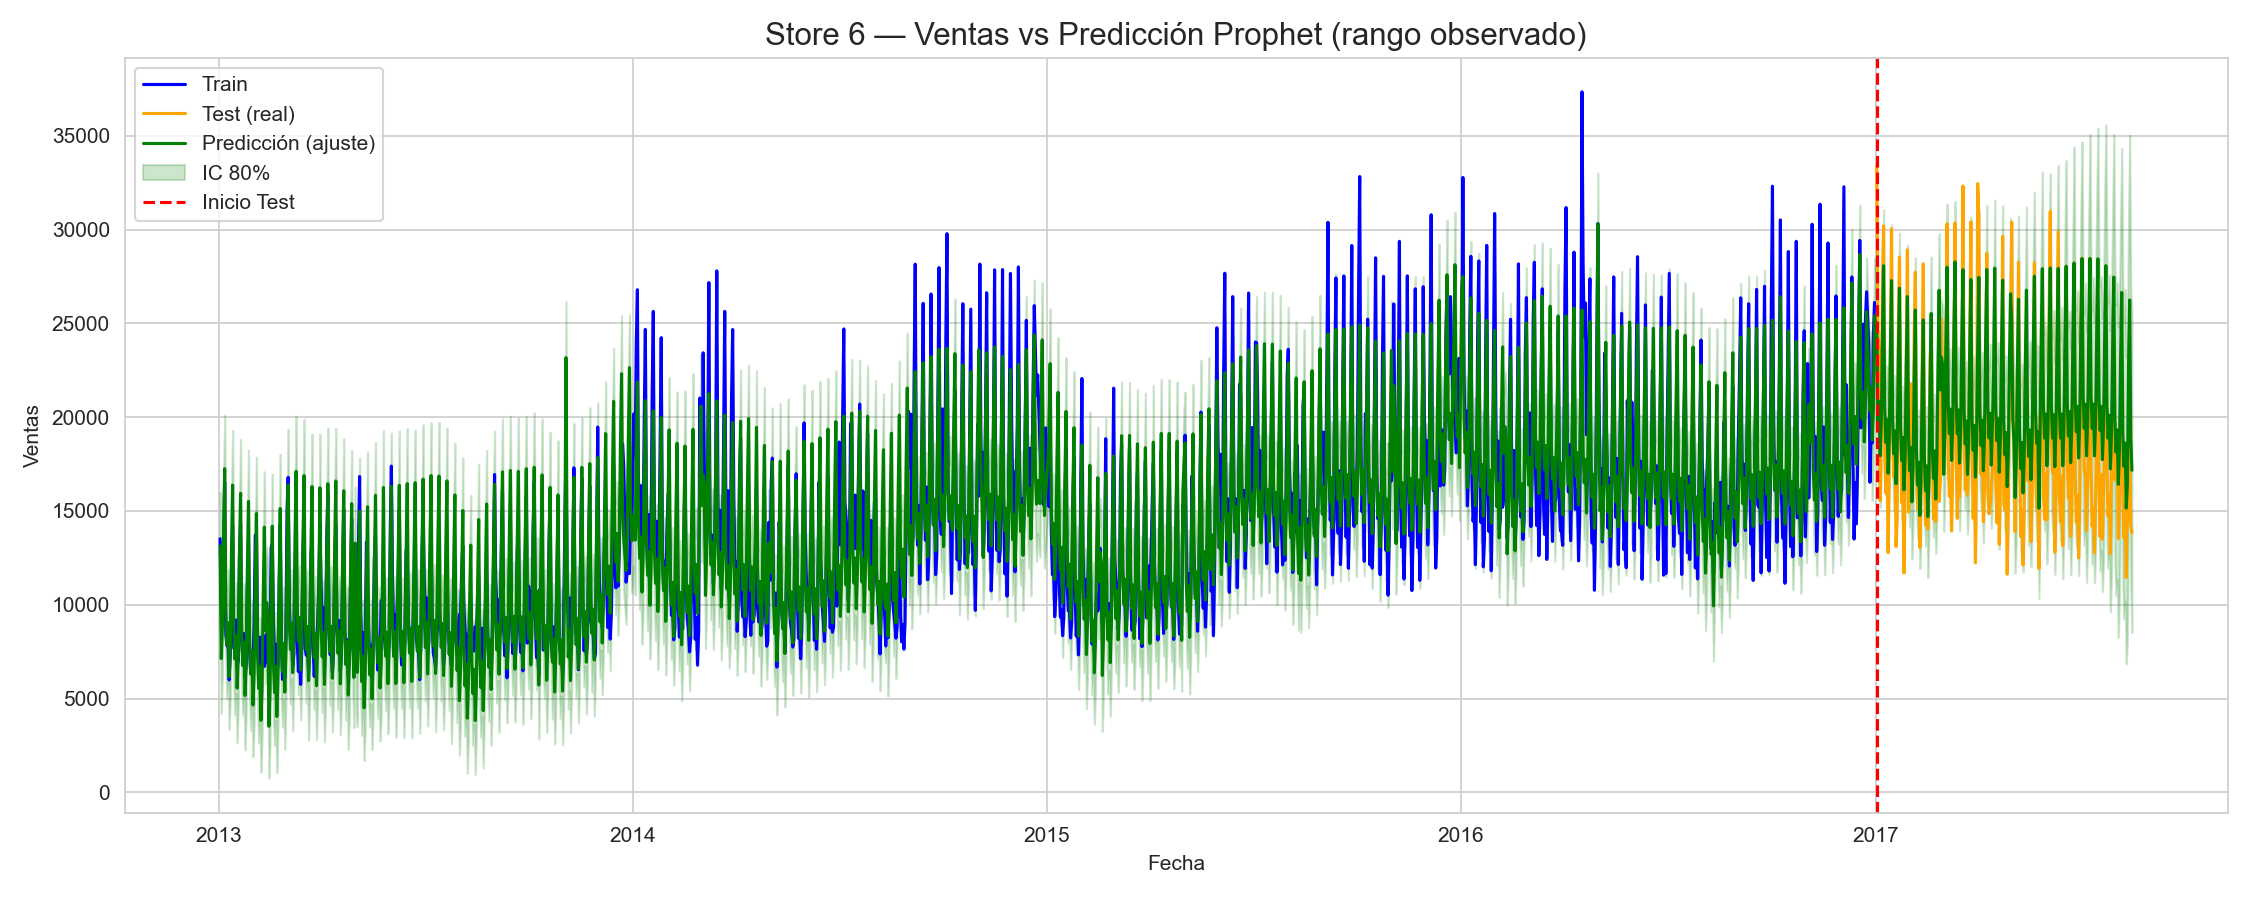 Store 6 — Ventas vs Predicción Prophet (rango observado)
Train
Test (real)
Predicción (ajuste)
IC 80%
Inicio Test
Ventas
35000
30000
25000
20000
15000
10000
5000
0
2013
2014
2015
2016
2017
Fecha